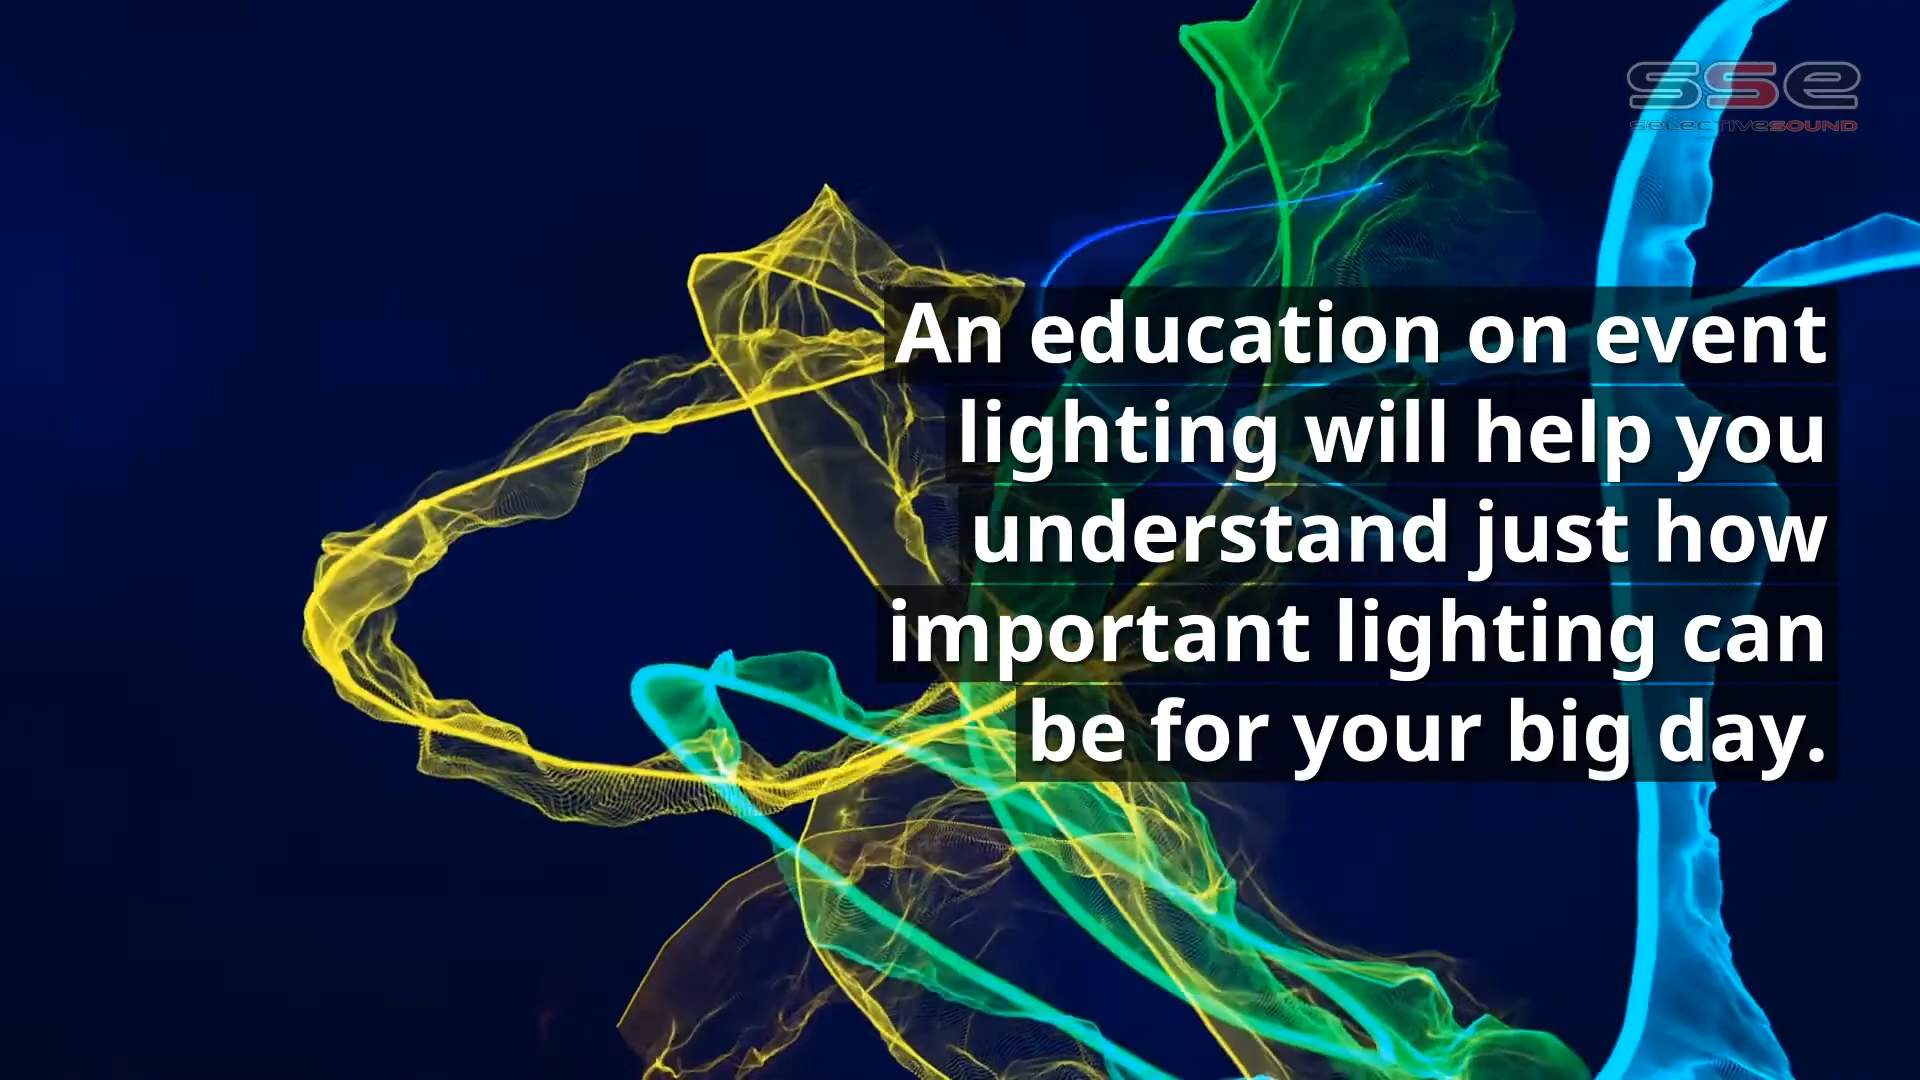 sse
SELECTIVESOUND
An education on event
lighting will help you
understand just how
important lighting can
be for your big day.